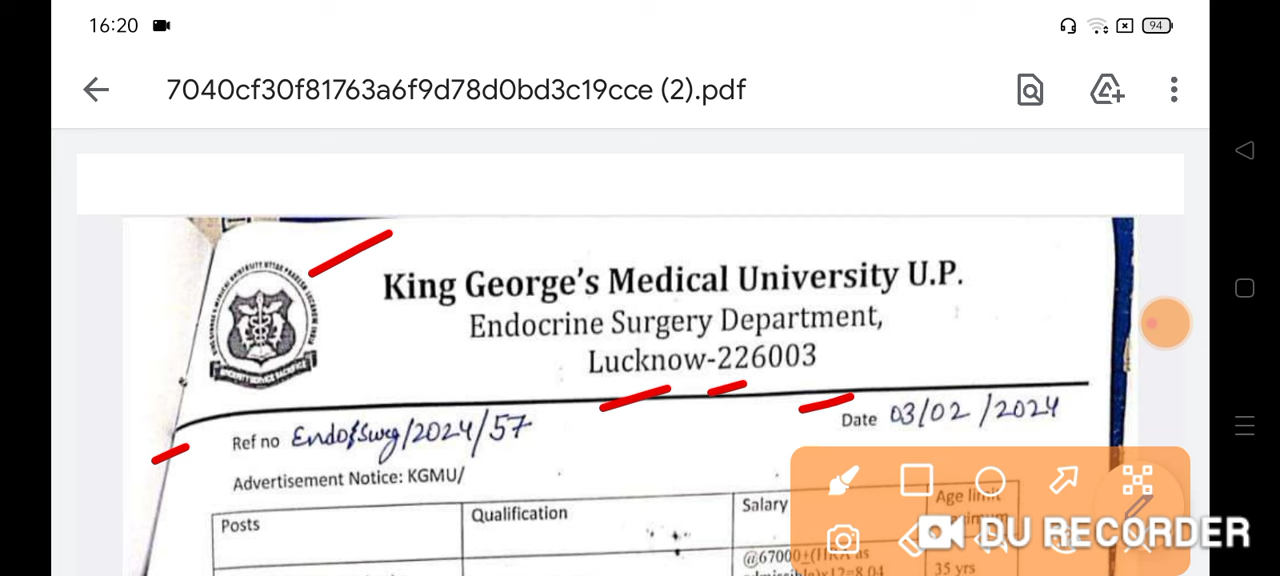 16:20
94
7040cf30f81763a6f9d78d0bd3c19cce (2).pdf
King George's Medical University U.P.
Endocrine Surgery Department,
Lucknow-226003
Ref no Endo/Surg/2024/57
Date 03/02/2024
Advertisement Notice: KGMU/
Posts
Qualification
Salary
Age limit
@67000+(HRA as
35 yrs
DU RECORDER